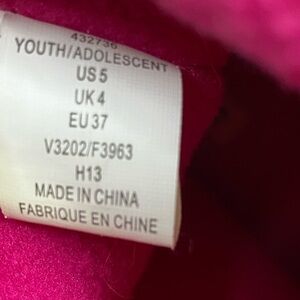 432736
YOUTH/ADOLESCENT
US 5
UK 4
EU 37
V3202/F3963
H13
MADE IN CHINA
FABRIQUE EN CHINE